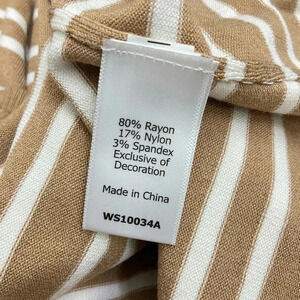 80% Rayon
17% Nylon
3% Spandex
Exclusive of
Decoration
Made in China
WS10034A